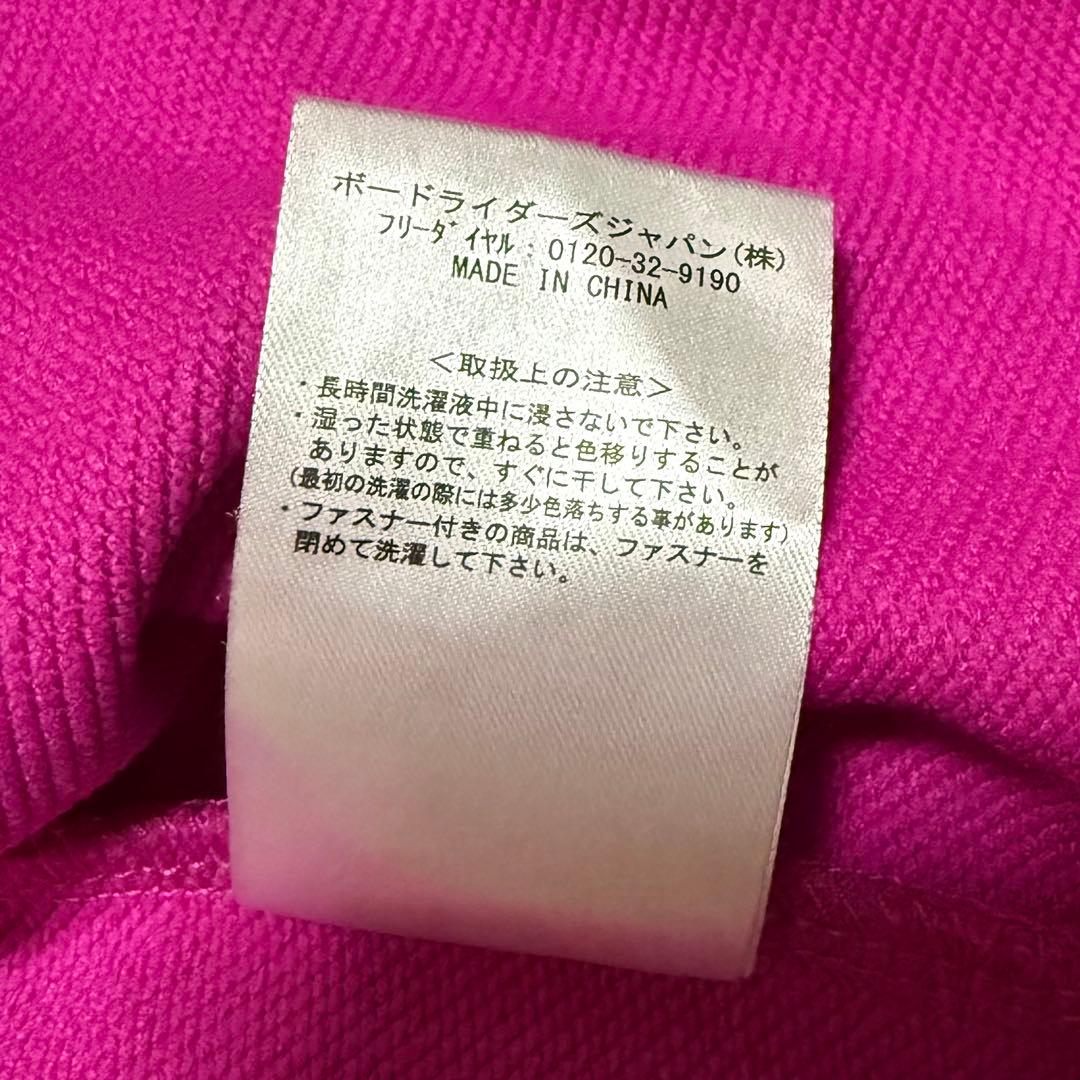 ボードライダーズジャパン(株)
フリーダイヤル:0120-32-9190
MADE IN CHINA
<取扱上の注意>
・長時間洗濯液中に浸さないで下さい。
・湿った状態で重ねると色移りすることが
ありますので、すぐに干して下さい。
(最初の洗濯の際には多少色落ちする事があります)
・ファスナー付きの商品は、ファスナーを
閉めて洗濯して下さい。